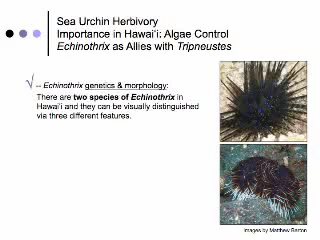 Sea Urchin Herbivory
Importance in Hawai'i: Algae Control
Echinothrix as Allies with Tripneustes
√ – Echinothrix genetics & morphology:
There are two species of Echinothrix in
Hawai'i and they can be visually distinguished
via three different features.
Images by Matthew Barton